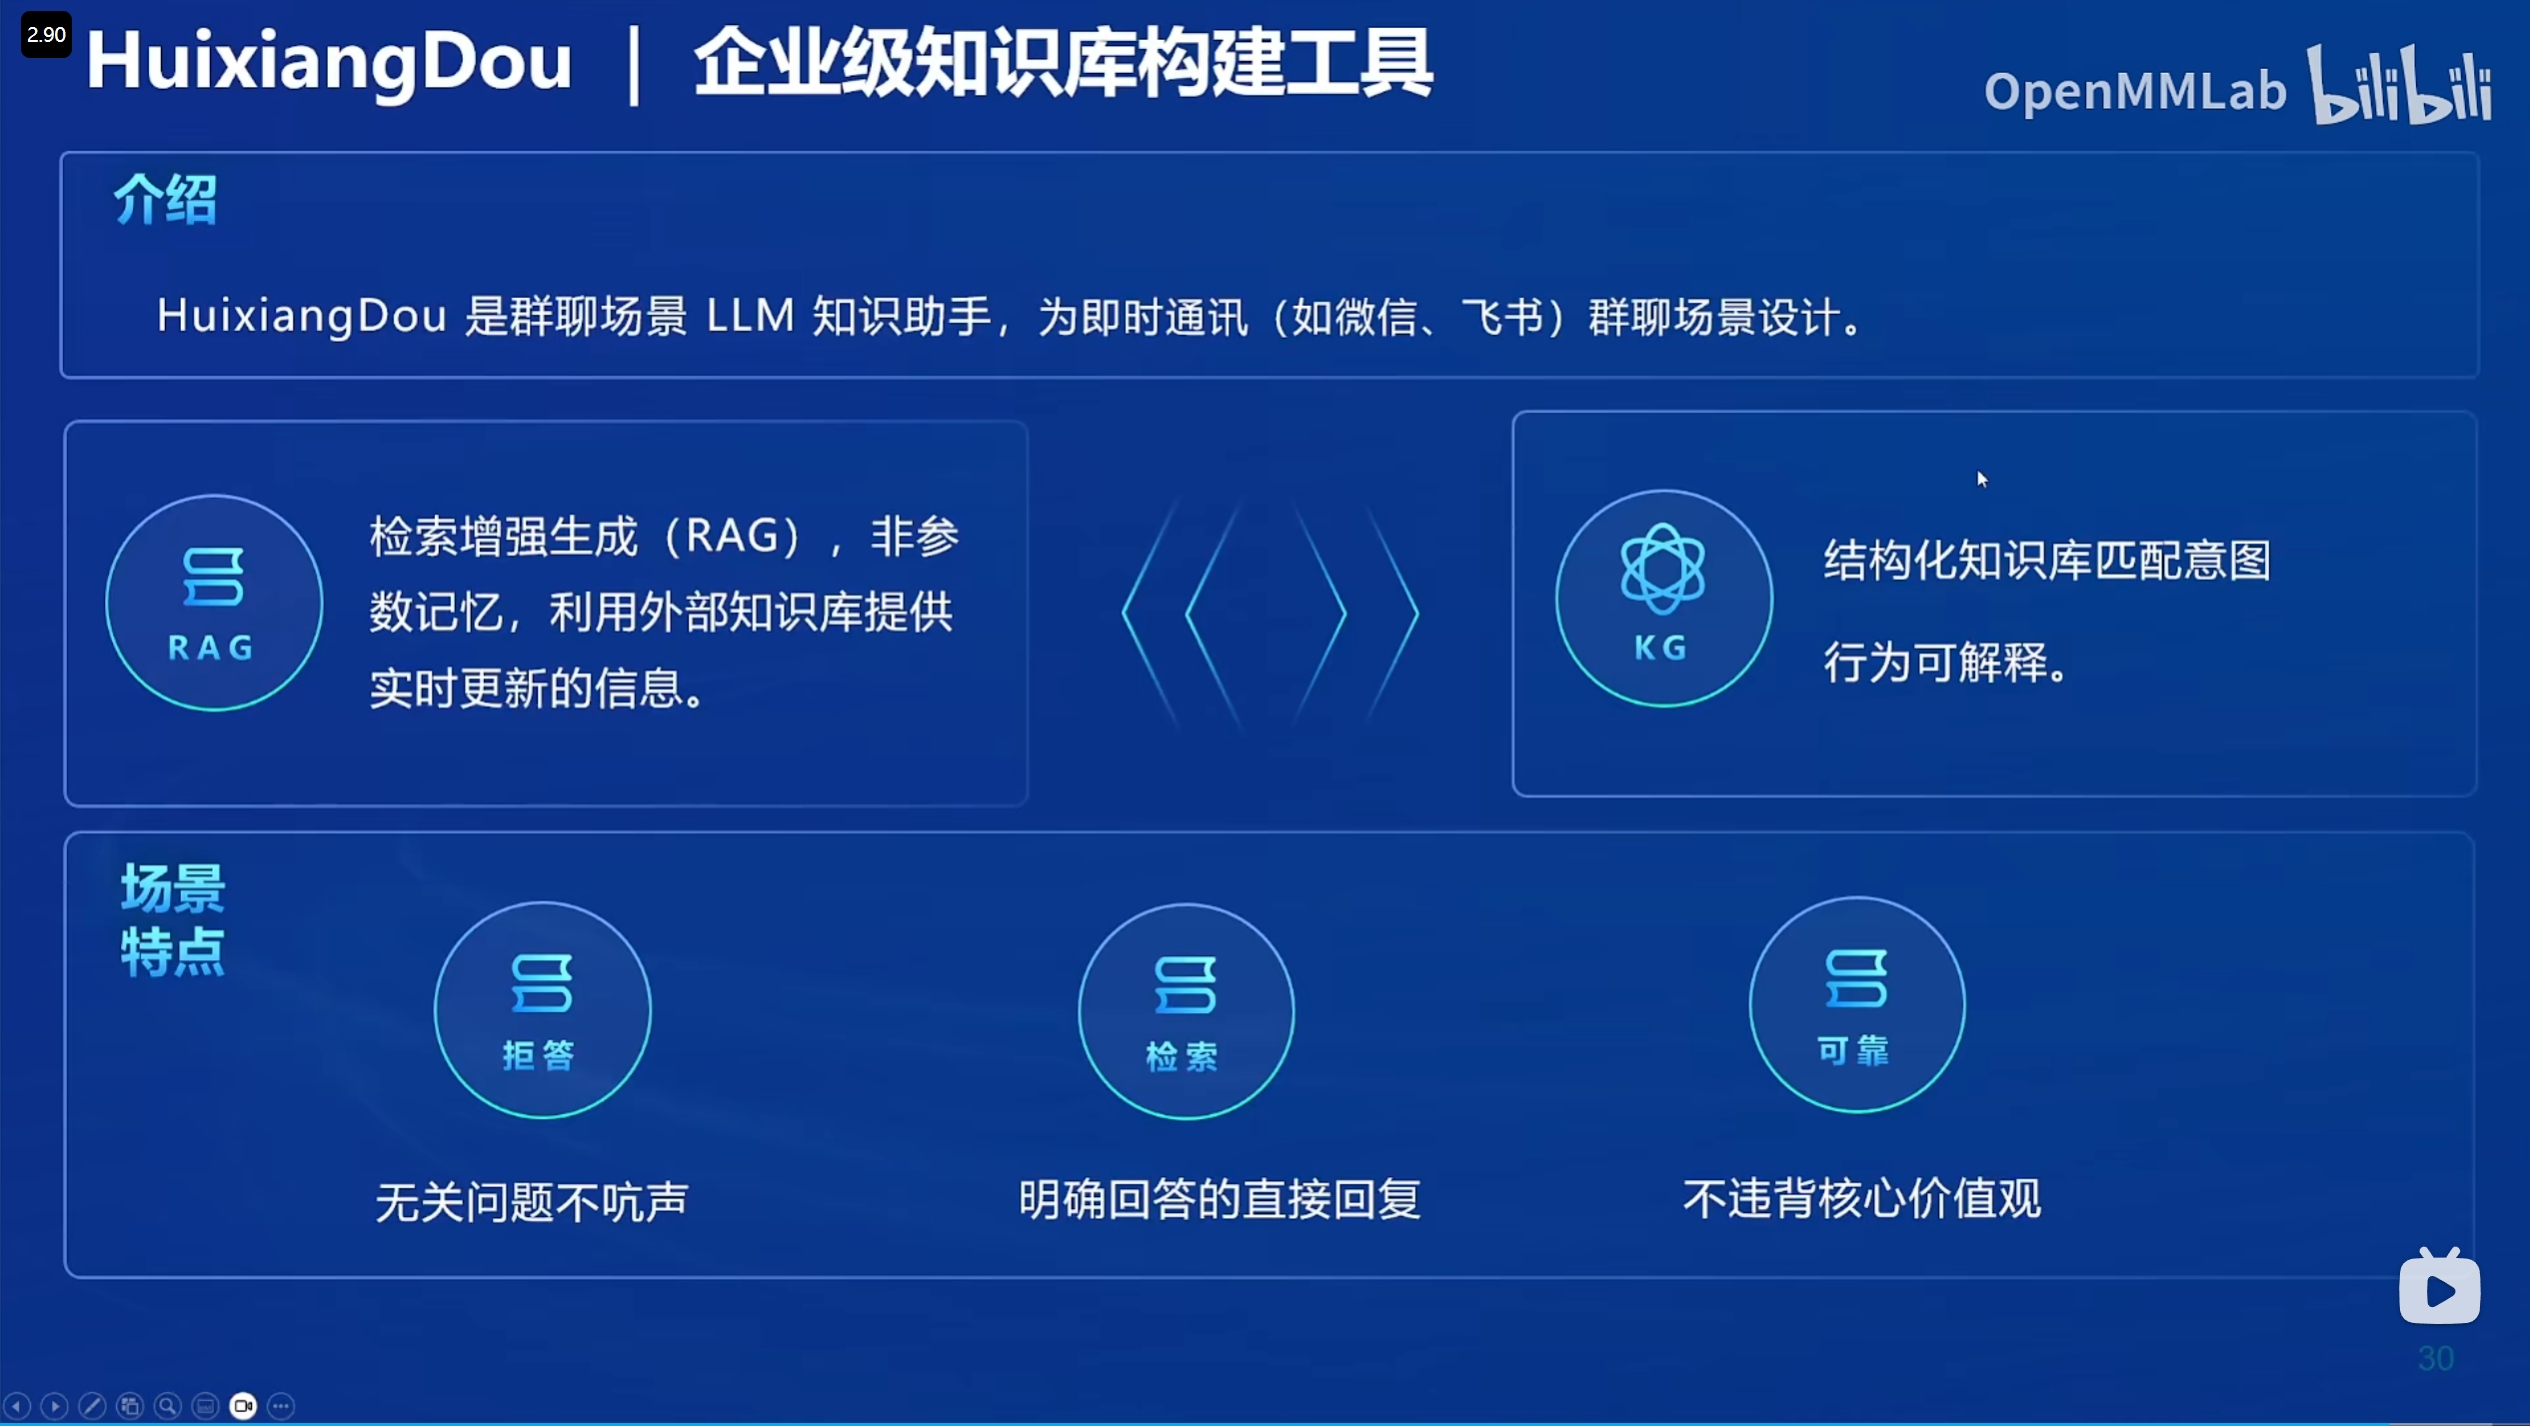 2.90
HuixiangDou | 企业级知识库构建工具
OpenMMLab bilibili
介绍
HuixiangDou 是群聊场景 LLM 知识助手，为即时通讯（如微信、飞书）群聊场景设计。
RAG
检索增强生成（RAG），非参
数记忆，利用外部知识库提供
实时更新的信息。
KG
结构化知识库匹配意图
行为可解释。
场景
特点
拒答
无关问题不吭声
检索
明确回答的直接回复
可靠
不违背核心价值观
30